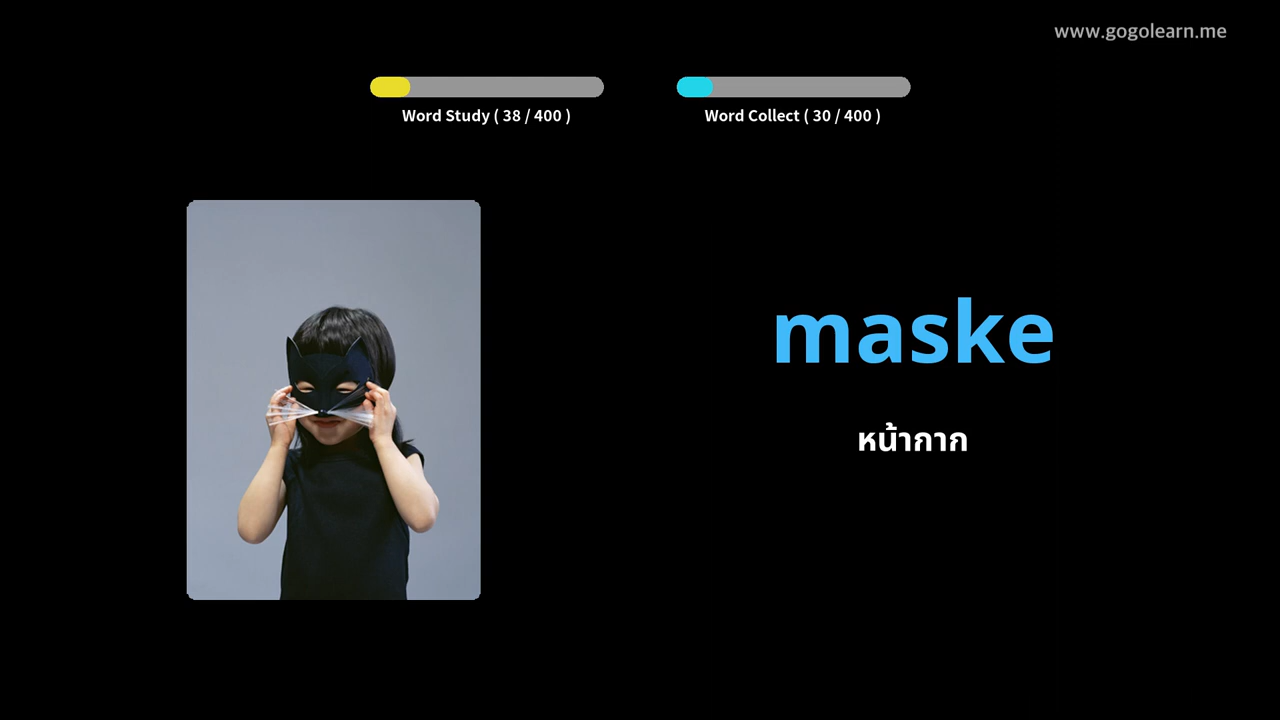 www.gogolearn.me
Word Study ( 38 / 400 )
Word Collect ( 30 / 400 )
maske
หน้ากาก